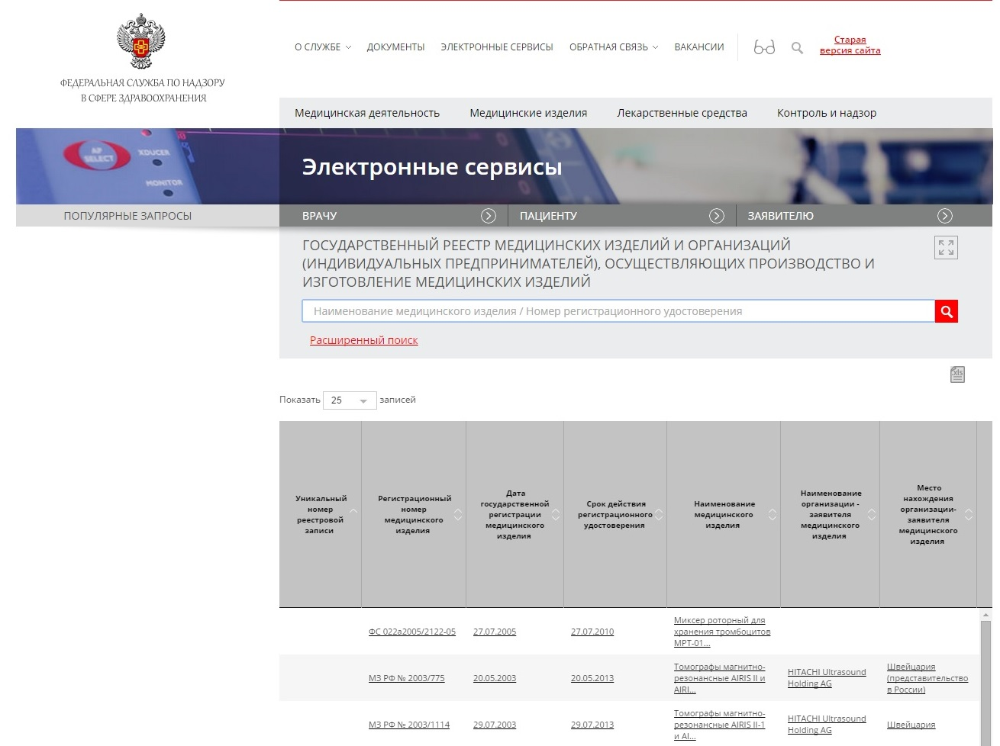 ФЕДЕРАЛЬНАЯ СЛУЖБА ПО НАДЗОРУ
В СФЕРЕ ЗДРАВООХРАНЕНИЯ
О СЛУЖБЕ
ДОКУМЕНТЫ
ЭЛЕКТРОННЫЕ СЕРВИСЫ
ОБРАТНАЯ СВЯЗЬ
ВАКАНСИИ
Старая
версия сайта
Медицинская деятельность
Медицинские изделия
Лекарственные средства
Контроль и надзор
AP
SELECT
XDUCER
MONITOR
Электронные сервисы
ПОПУЛЯРНЫЕ ЗАПРОСЫ
ВРАЧУ
ПАЦИЕНТУ
ЗАЯВИТЕЛЮ
ГОСУДАРСТВЕННЫЙ РЕЕСТР МЕДИЦИНСКИХ ИЗДЕЛИЙ И ОРГАНИЗАЦИЙ
(ИНДИВИДУАЛЬНЫХ ПРЕДПРИНИМАТЕЛЕЙ), ОСУЩЕСТВЛЯЮЩИХ ПРОИЗВОДСТВО И
ИЗГОТОВЛЕНИЕ МЕДИЦИНСКИХ ИЗДЕЛИЙ
Наименование медицинского изделия / Номер регистрационного удостоверения
Расширенный поиск
xls
Показать 25 записей
Уникальный
номер
реестровой
записи
Регистрационный
номер
медицинского
изделия
Дата
государственной
регистрации
медицинского
изделия
Срок действия
регистрационного
удостоверения
Наименование
медицинского
изделия
Наименование
организации -
заявителя
медицинского
изделия
Место
нахождения
организации-
заявителя
медицинского
изделия
ФС 022а2005/2122-05
27.07.2005
27.07.2010
Миксер роторный для
хранения тромбоцитов
МРТ-01...
МЗ РФ № 2003/775
20.05.2003
20.05.2013
Томографы магнитно-
резонансные AIRIS II и
AIRI...
HITACHI Ultrasound
Holding AG
Швейцария
(представительство
в России)
МЗ РФ № 2003/1114
29.07.2003
29.07.2013
Томографы магнитно-
резонансные AIRIS II-1
и AI...
HITACHI Ultrasound
Holding AG
Швейцария